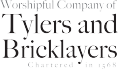 Worshipful Company of
Tylers and
Bricklayers
Chartered in 1568